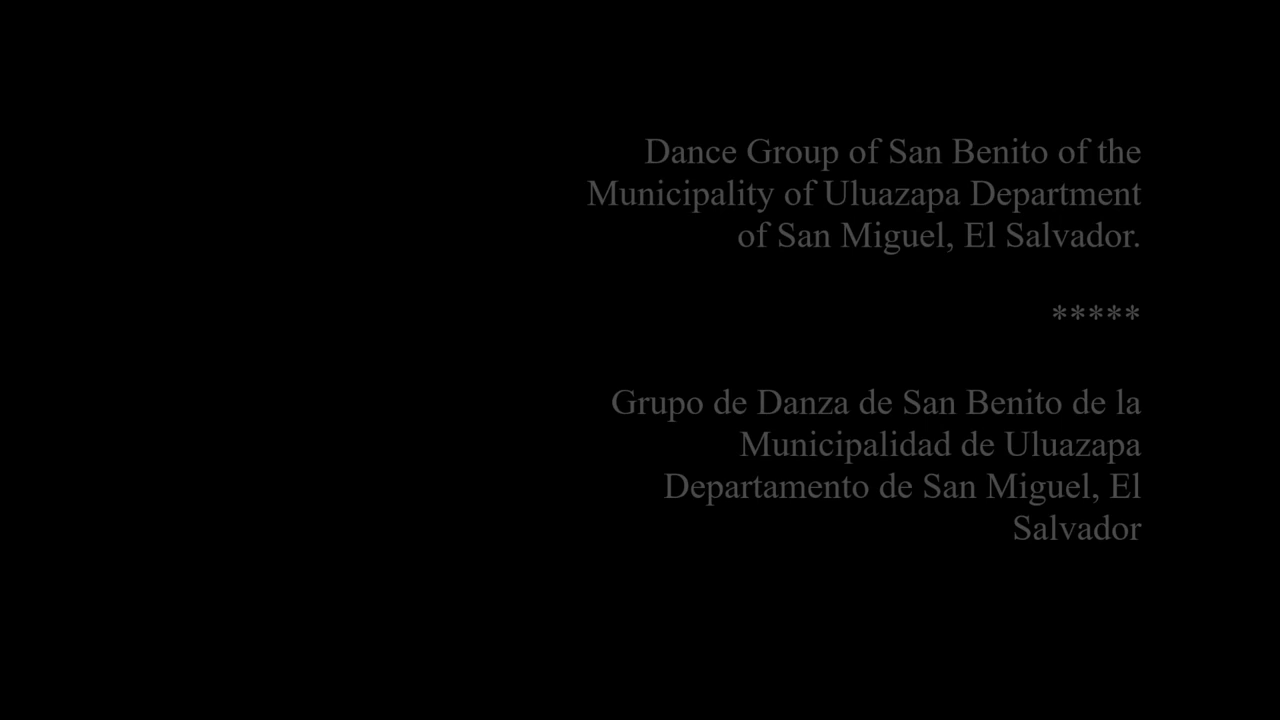 Dance Group of San Benito of the
Municipality of Uluazapa Department
of San Miguel, El Salvador.
*****
Grupo de Danza de San Benito de la
Municipalidad de Uluazapa
Departamento de San Miguel, El
Salvador